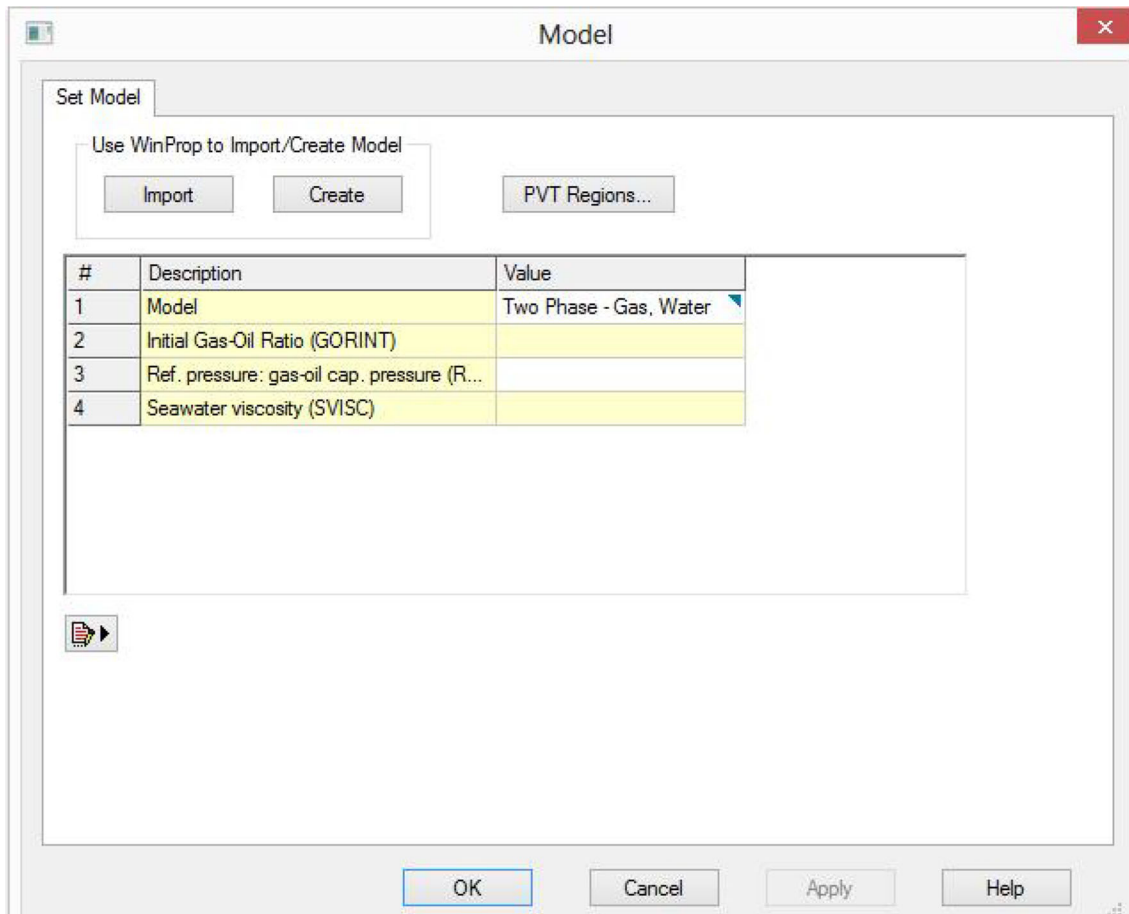 Model
Set Model
Use WinProp to Import/Create Model
Import Create PVT Regions...
# Description Value
1 Model Two Phase - Gas, Water
2 Initial Gas-Oil Ratio (GORINT)
3 Ref. pressure: gas-oil cap. pressure (R...
4 Seawater viscosity (SVISC)
OK Cancel Apply Help